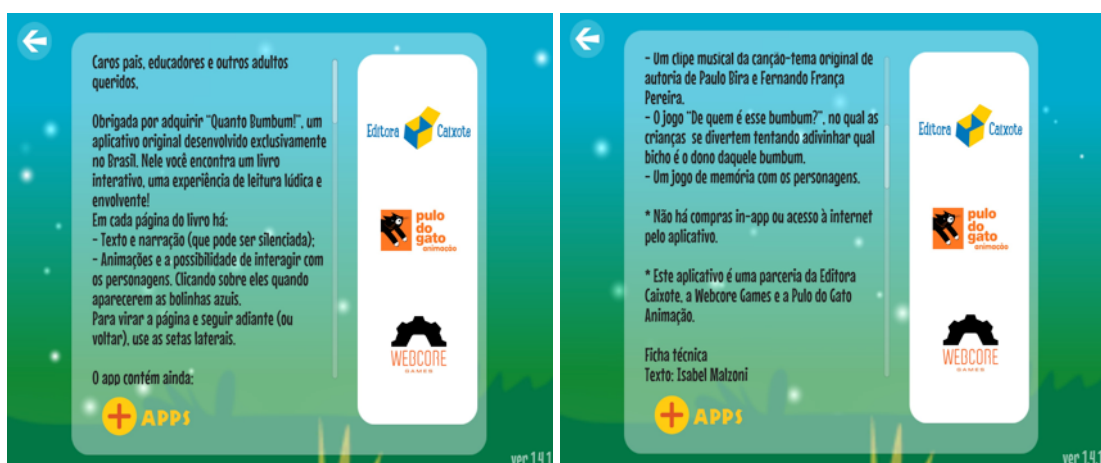 Caros pais, educadores e outros adultos
queridos,
Obrigada por adquirir “Quanto Bumbum!”, um
aplicativo original desenvolvido exclusivamente
no Brasil. Nele você encontra um livro
interativo, uma experiência de leitura lúdica e
envolvente!
Em cada página do livro há:
- Texto e narração (que pode ser silenciada);
- Animações e a possibilidade de interagir com
os personagens. Clicando sobre eles quando
aparecerem as bolinhas azuis.
Para virar a página e seguir adiante (ou
voltar), use as setas laterais.
O app contém ainda:
+ APPS
Editora Caixote
pulo
do
gato
animação
WEBCORE
GAMES
ver 1.4.1
- Um clipe musical da canção-tema original de
autoria de Paulo Bira e Fernando França
Pereira.
- O jogo “De quem é esse bumbum?”, no qual as
crianças se divertem tentando adivinhar qual
bicho é o dono daquele bumbum.
- Um jogo de memória com os personagens.
* Não há compras in-app ou acesso à internet
pelo aplicativo.
* Este aplicativo é uma parceria da Editora
Caixote, a Webcore Games e a Pulo do Gato
Animação.
Ficha técnica
Texto: Isabel Malzoni
+ APPS
Editora Caixote
pulo
do
gato
animação
WEBCORE
GAMES
ver 1.4.1